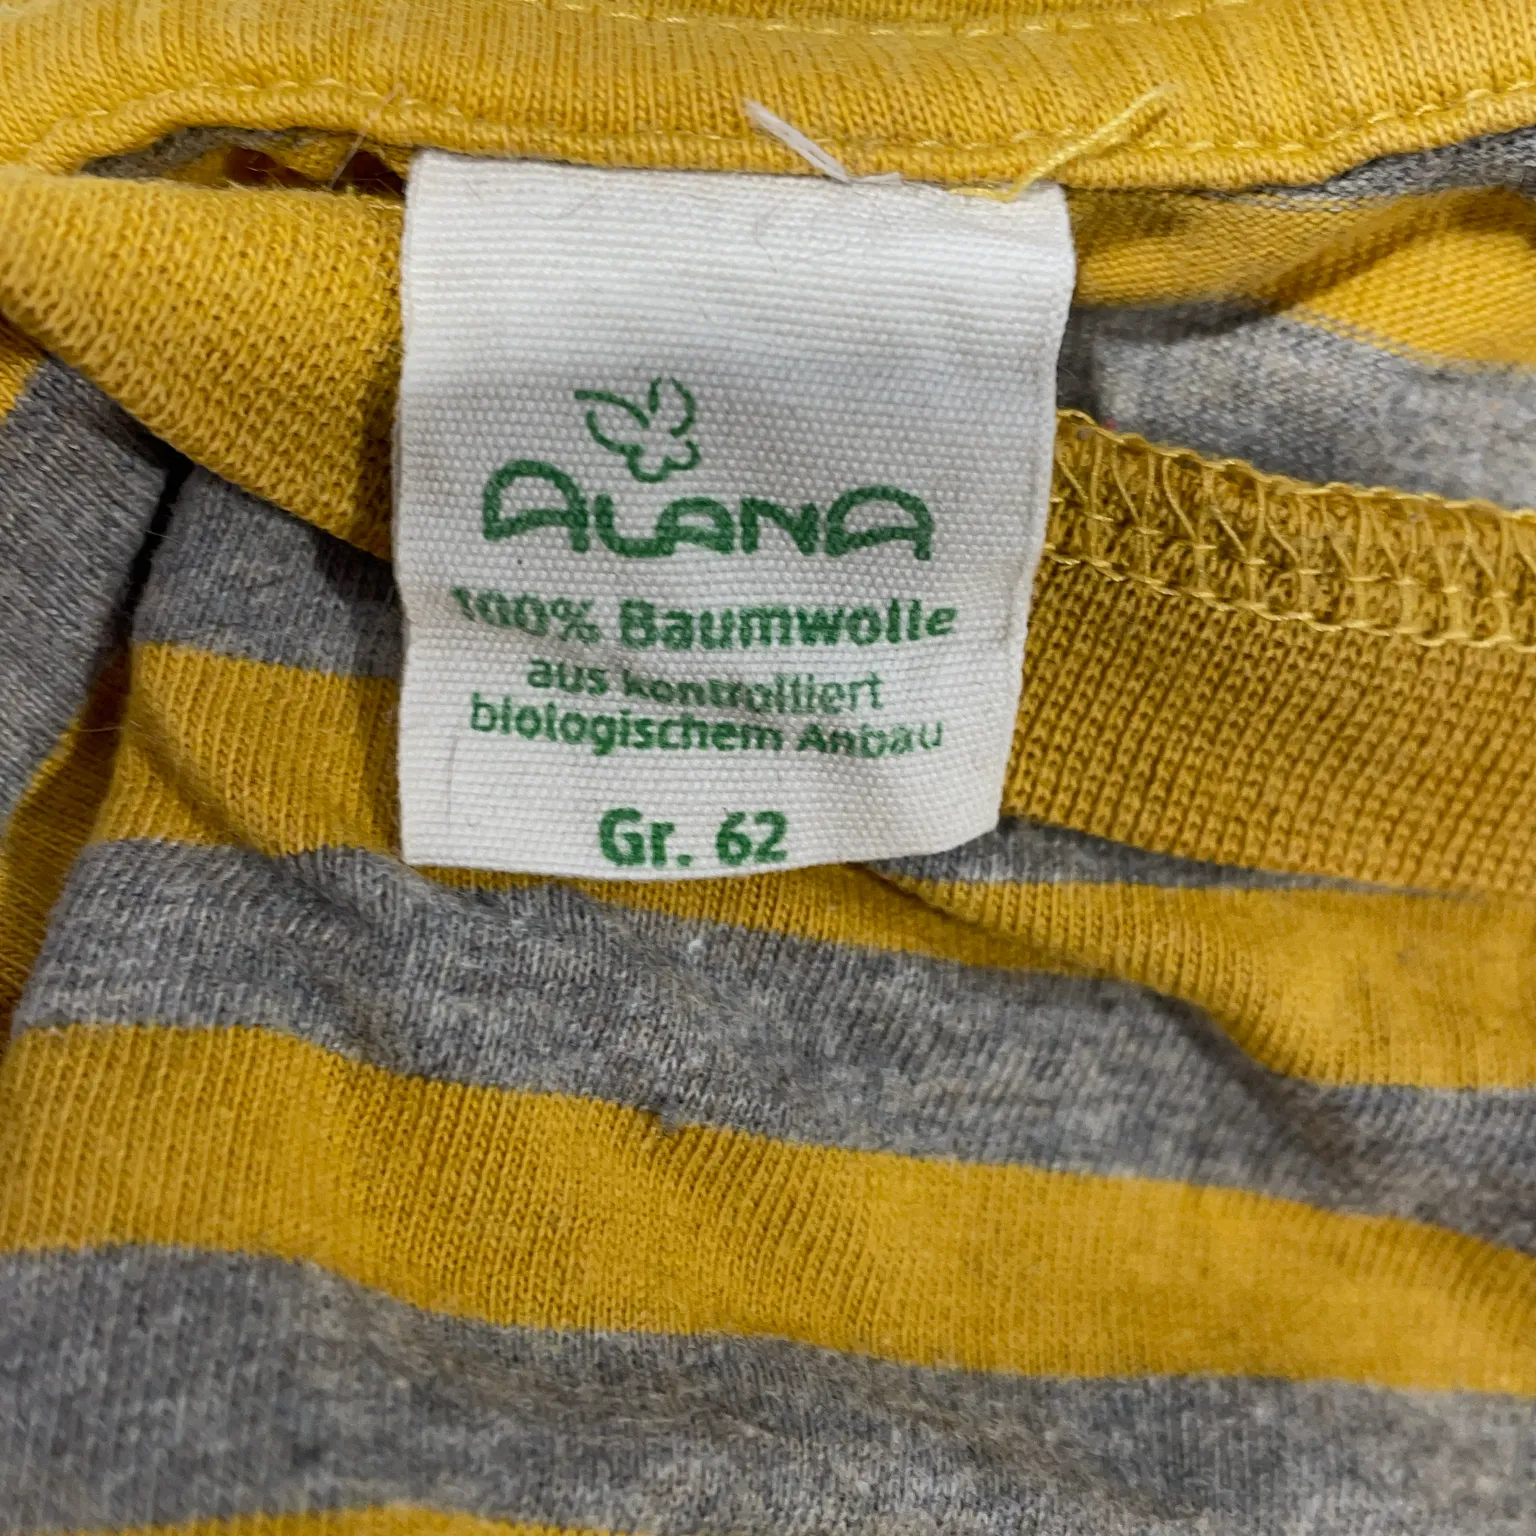 ALANA
100% Baumwolle
aus kontrolliert
biologischem Anbau
Gr. 62